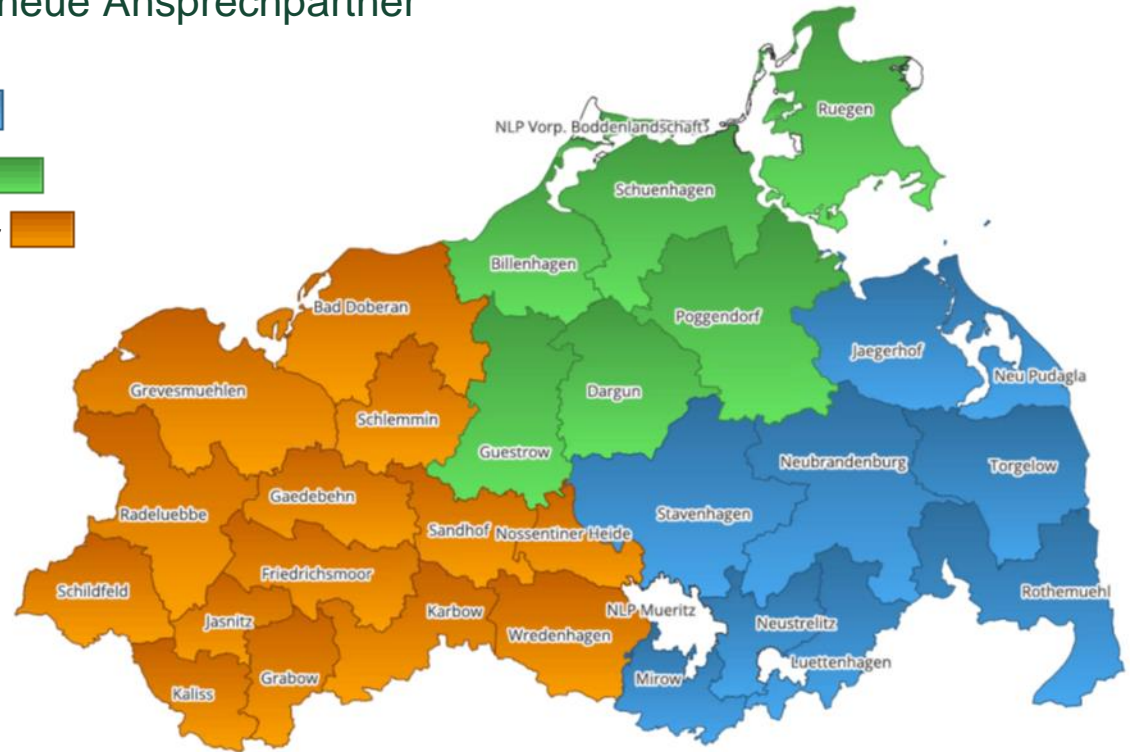 neue Ansprechpartner
Ruegen
NLP Vorp. Boddenlandschaft
Schuenhagen
Billenhagen
Bad Doberan
Poggendorf
Jaegerhof
Neu Pudagla
Grevesmuehlen
Dargun
Schlemmin
Guestrow
Neubrandenburg
Torgelow
Gaedebehn
Radeluebbe
Stavenhagen
Sandhof
Nossentiner Heide
Friedrichsmoor
Schildfeld
Rothemuehl
Jasnitz
Karbow
NLP Mueritz
Neustrelitz
Wredenhagen
Luettenhagen
Grabow
Mirow
Kaliss